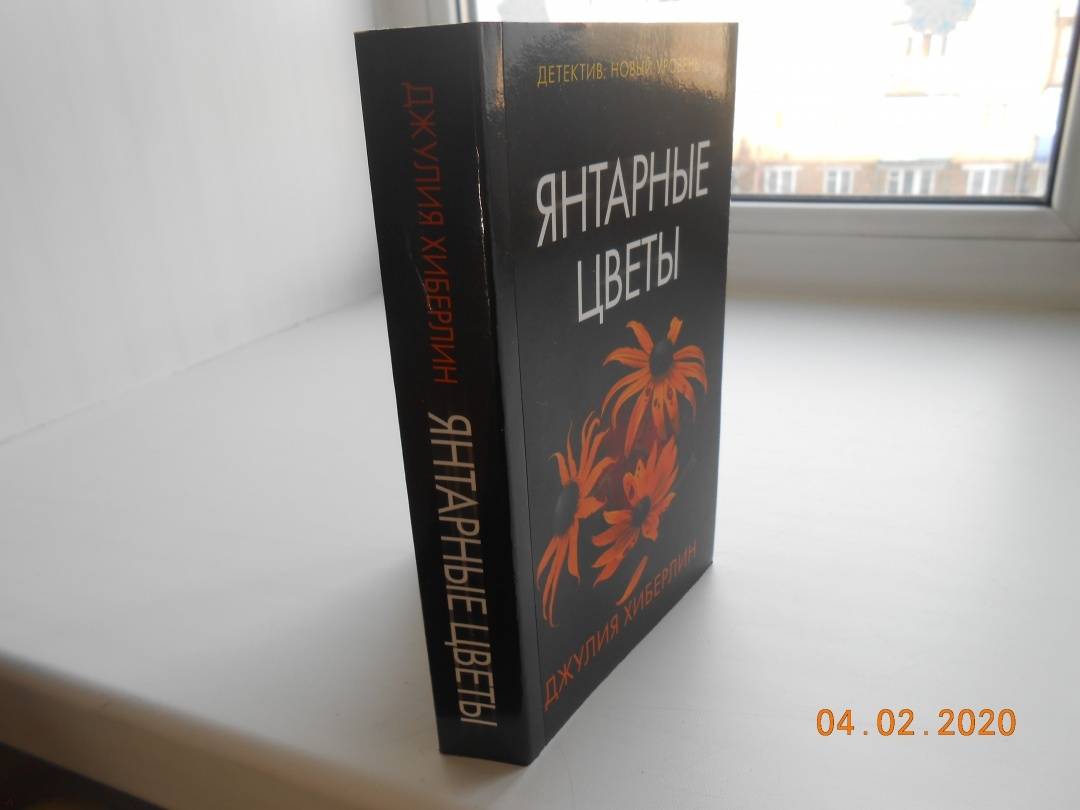 ДЕТЕКТИВ: НОВЫЙ УРОВЕНЬ
ЯНТАРНЫЕ
ЦВЕТЫ
ДЖУЛИЯ ХИБЕРЛИН
ДЖУЛИЯ ХИБЕРЛИН ЯНТАРНЫЕ ЦВЕТЫ
04.02.2020